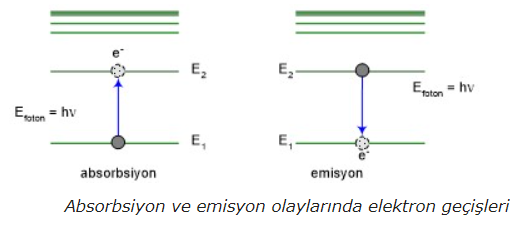 e⁻
E₂
E_foton = hν
E₁
absorbsiyon
E₂
E_foton = hν
E₁
e⁻
emisyon
Absorbsiyon ve emisyon olaylarında elektron geçişleri